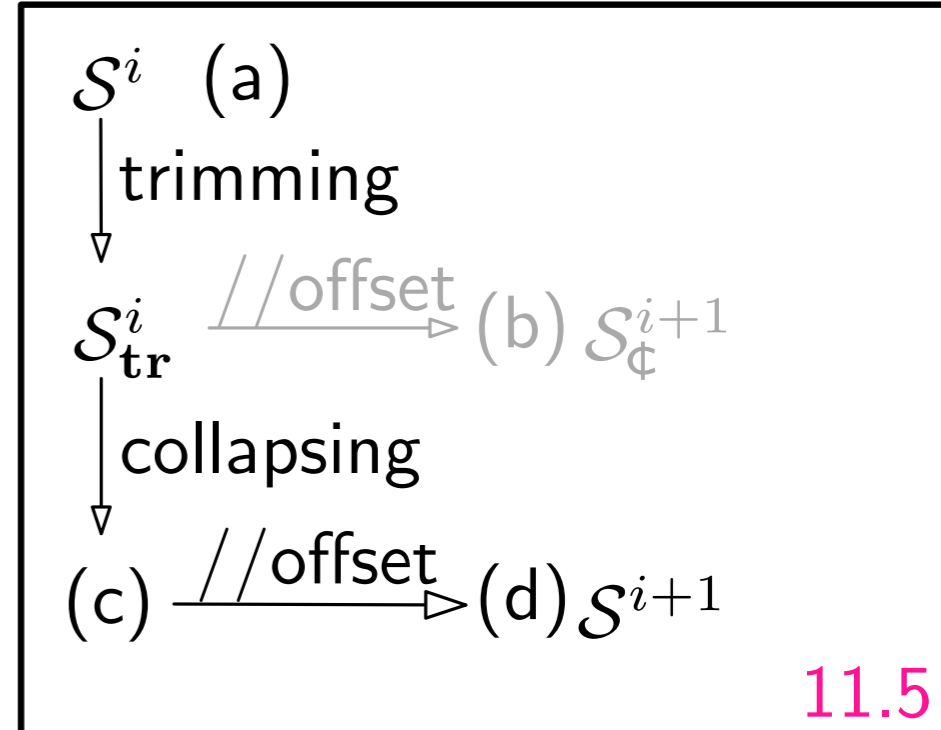 𝒮^i (a)
trimming
𝒮^i_tr //offset (b) 𝒮^{i+1}_¢
collapsing
(c) //offset (d) 𝒮^{i+1}
11.5